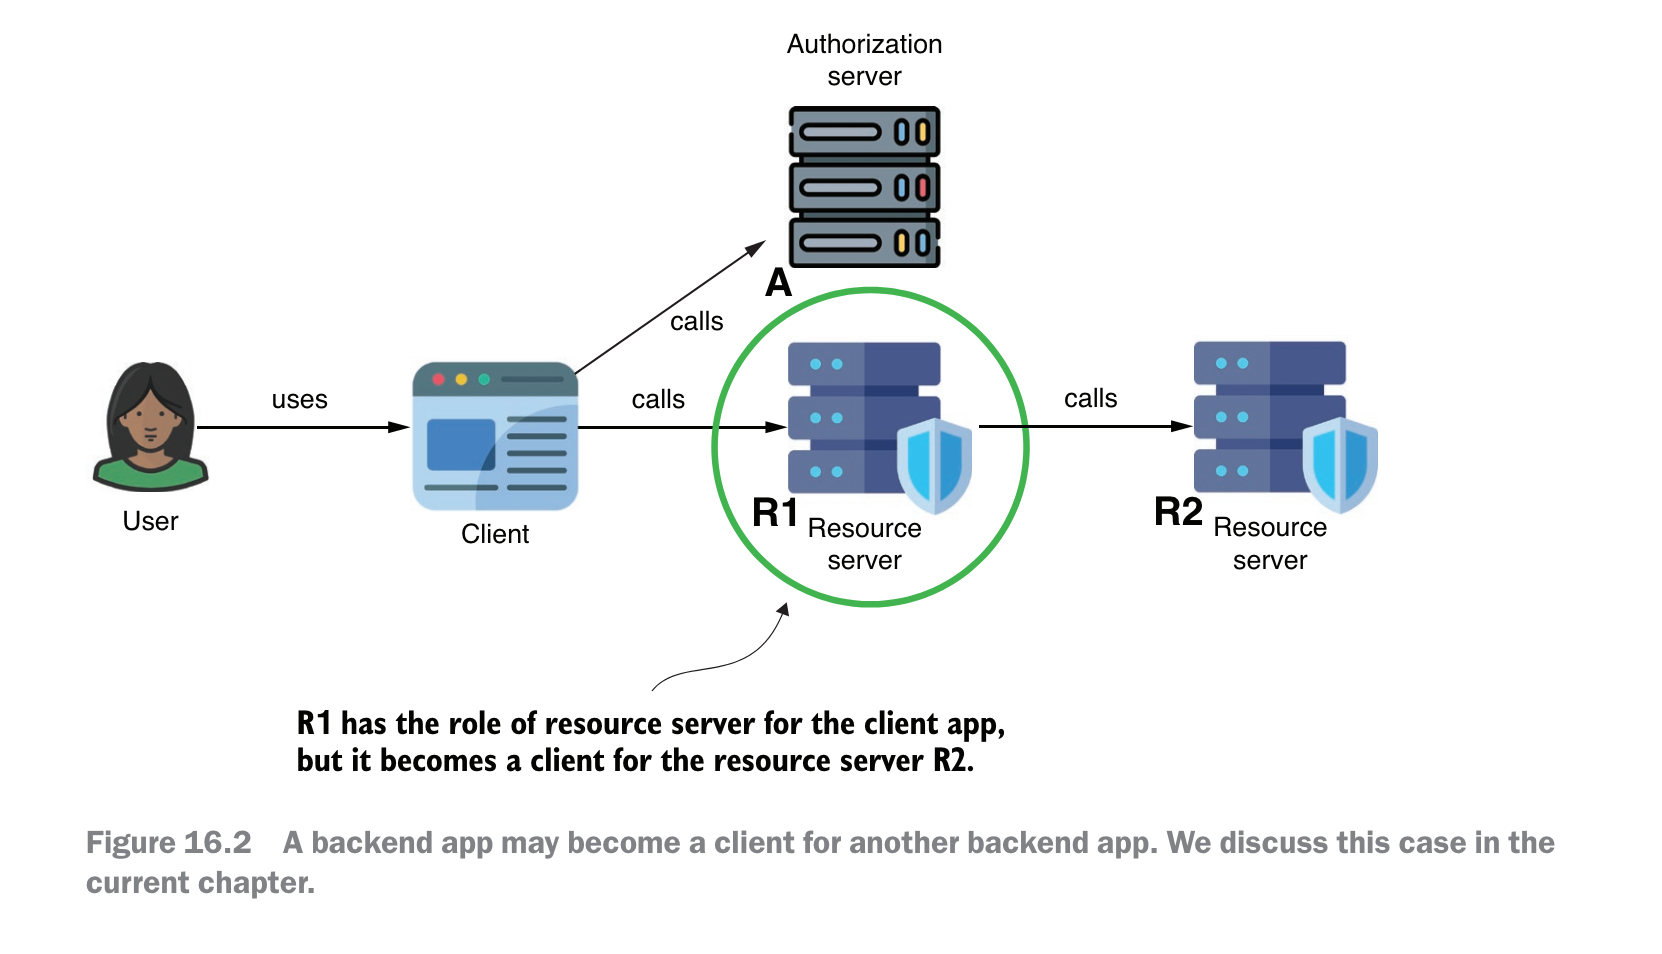 Authorization
server
A
calls
uses
calls
calls
User
Client
R1
Resource
server
R2
Resource
server
R1 has the role of resource server for the client app,
but it becomes a client for the resource server R2.
Figure 16.2 A backend app may become a client for another backend app. We discuss this case in the
current chapter.